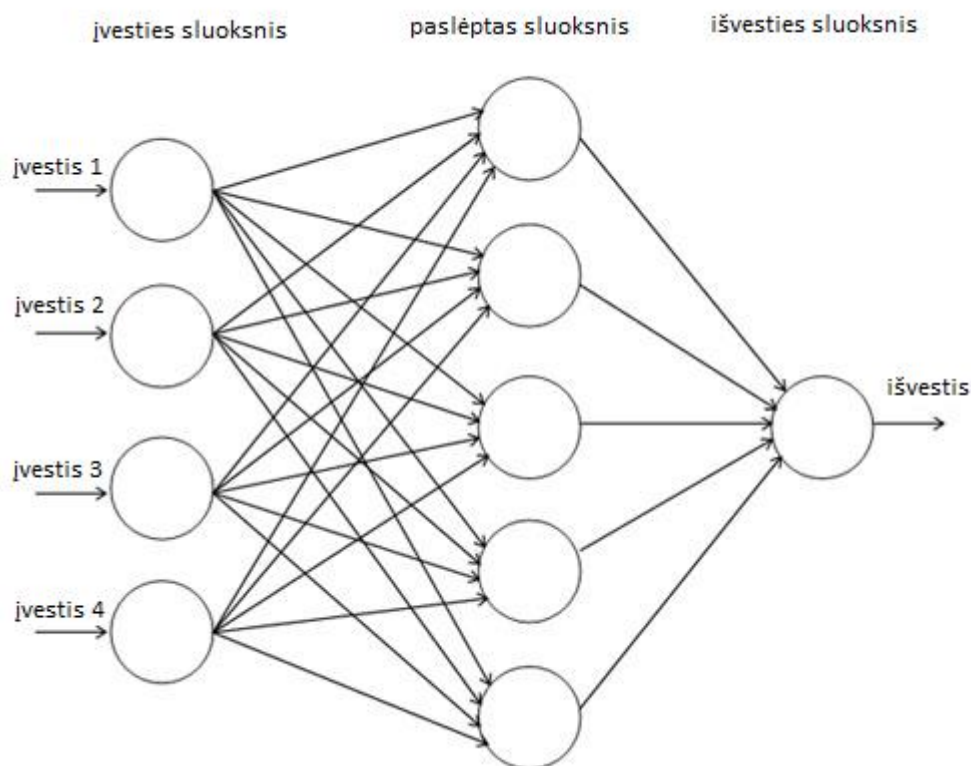 įvesties sluoksnis
paslėptas sluoksnis
išvesties sluoksnis
įvestis 1
įvestis 2
įvestis 3
įvestis 4
išvestis